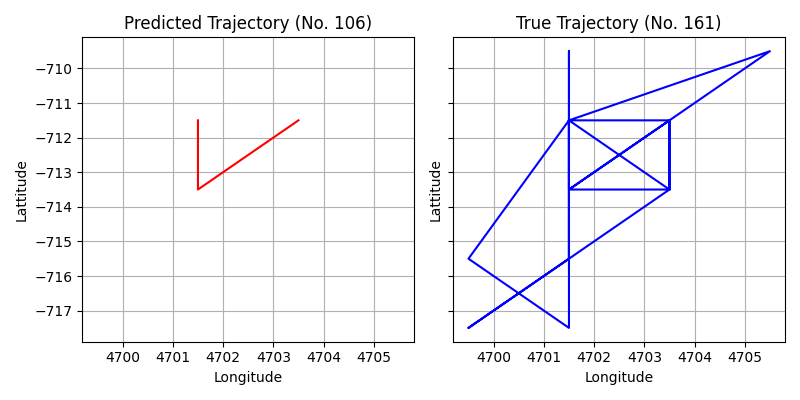 Predicted Trajectory (No. 106)
−710
−711
−712
−713
−714
−715
−716
−717
Lattitude
4700 4701 4702 4703 4704 4705
Longitude
True Trajectory (No. 161)
Lattitude
4700 4701 4702 4703 4704 4705
Longitude